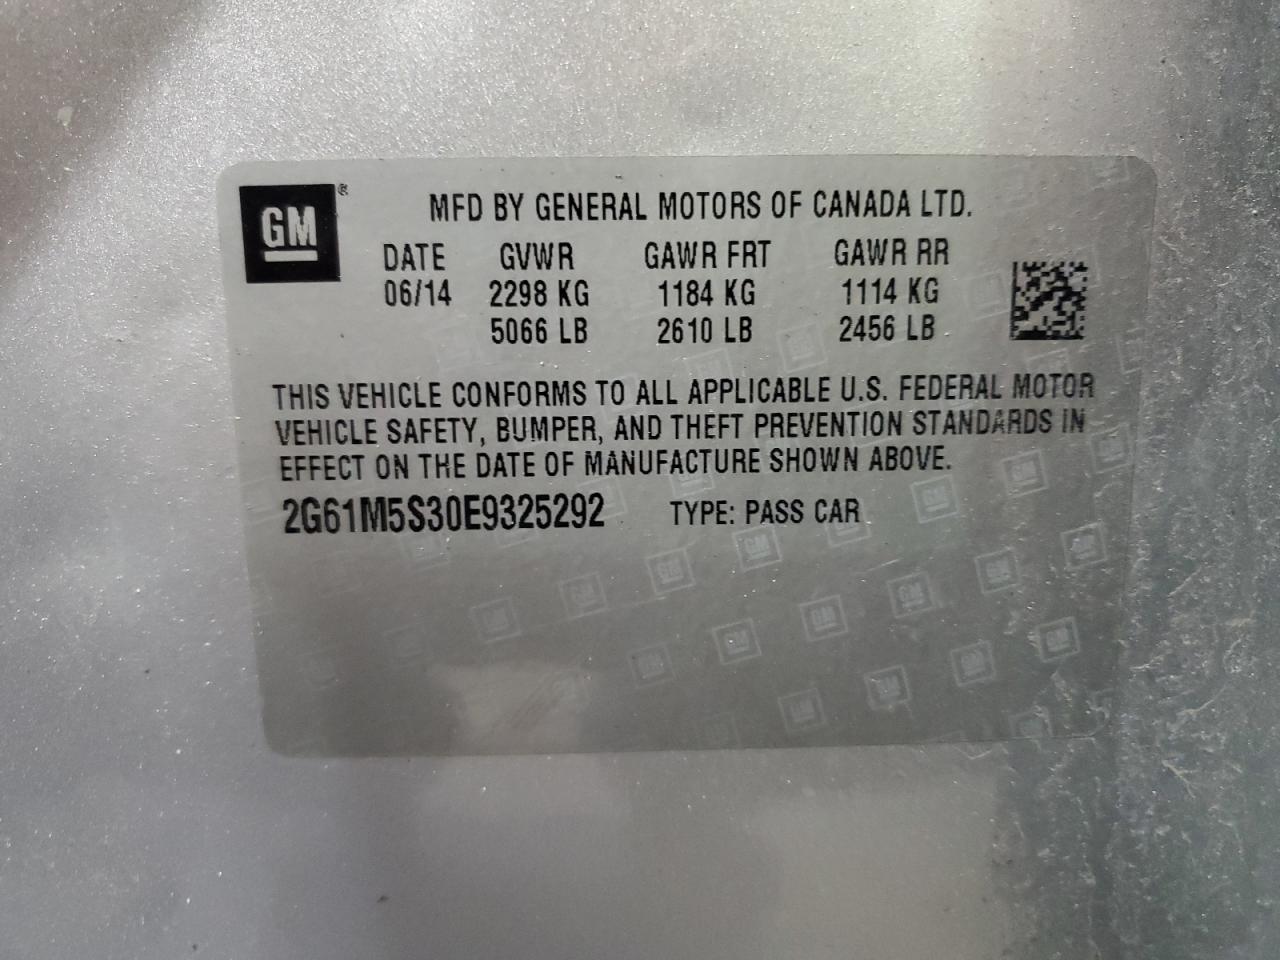 GM ®
MFD BY GENERAL MOTORS OF CANADA LTD.
DATE GVWR GAWR FRT GAWR RR
06/14 2298 KG 1184 KG 1114 KG
5066 LB 2610 LB 2456 LB
THIS VEHICLE CONFORMS TO ALL APPLICABLE U.S. FEDERAL MOTOR
VEHICLE SAFETY, BUMPER, AND THEFT PREVENTION STANDARDS IN
EFFECT ON THE DATE OF MANUFACTURE SHOWN ABOVE.
2G61M5S30E9325292 TYPE: PASS CAR